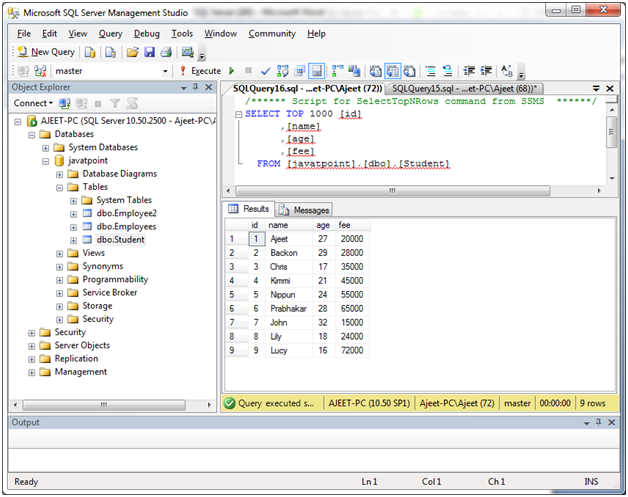 Microsoft SQL Server Management Studio
File Edit View Query Debug Tools Window Community Help
New Query
master Execute
Object Explorer
Connect
AJEET-PC (SQL Server 10.50.2500 - Ajeet-PC\A
Databases
System Databases
javatpoint
Database Diagrams
Tables
System Tables
dbo.Employee2
dbo.Employees
dbo.Student
Views
Synonyms
Programmability
Service Broker
Storage
Security
Security
Server Objects
Replication
Management
SQLQuery16.sql - ...et-PC\Ajeet (72)) SQLQuery15.sql - ...et-PC\Ajeet (68))*
/****** Script for SelectTopNRows command from SSMS ******/
SELECT TOP 1000 [id]
,[name]
,[age]
,[fee]
FROM [javatpoint].[dbo].[Student]
Results Messages
id name age fee
1 1 Ajeet 27 20000
2 2 Backon 29 28000
3 3 Chris 17 35000
4 4 Kimmi 21 45000
5 5 Nippun 24 55000
6 6 Prabhakar 28 65000
7 7 John 32 15000
8 8 Lily 18 24000
9 9 Lucy 16 72000
Query executed s... AJEET-PC (10.50 SP1) Ajeet-PC\Ajeet (72) master 00:00:00 9 rows
Output
Ready Ln 1 Col 1 Ch 1 INS